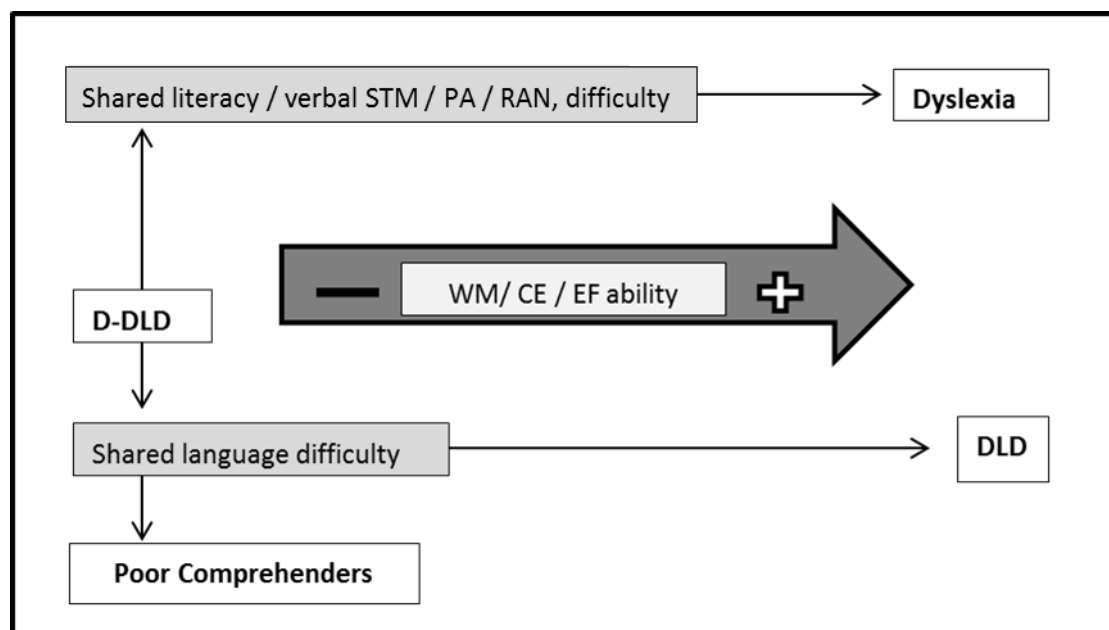 Shared literacy / verbal STM / PA / RAN, difficulty
Dyslexia
WM/ CE / EF ability
D-DLD
Shared language difficulty
DLD
Poor Comprehenders